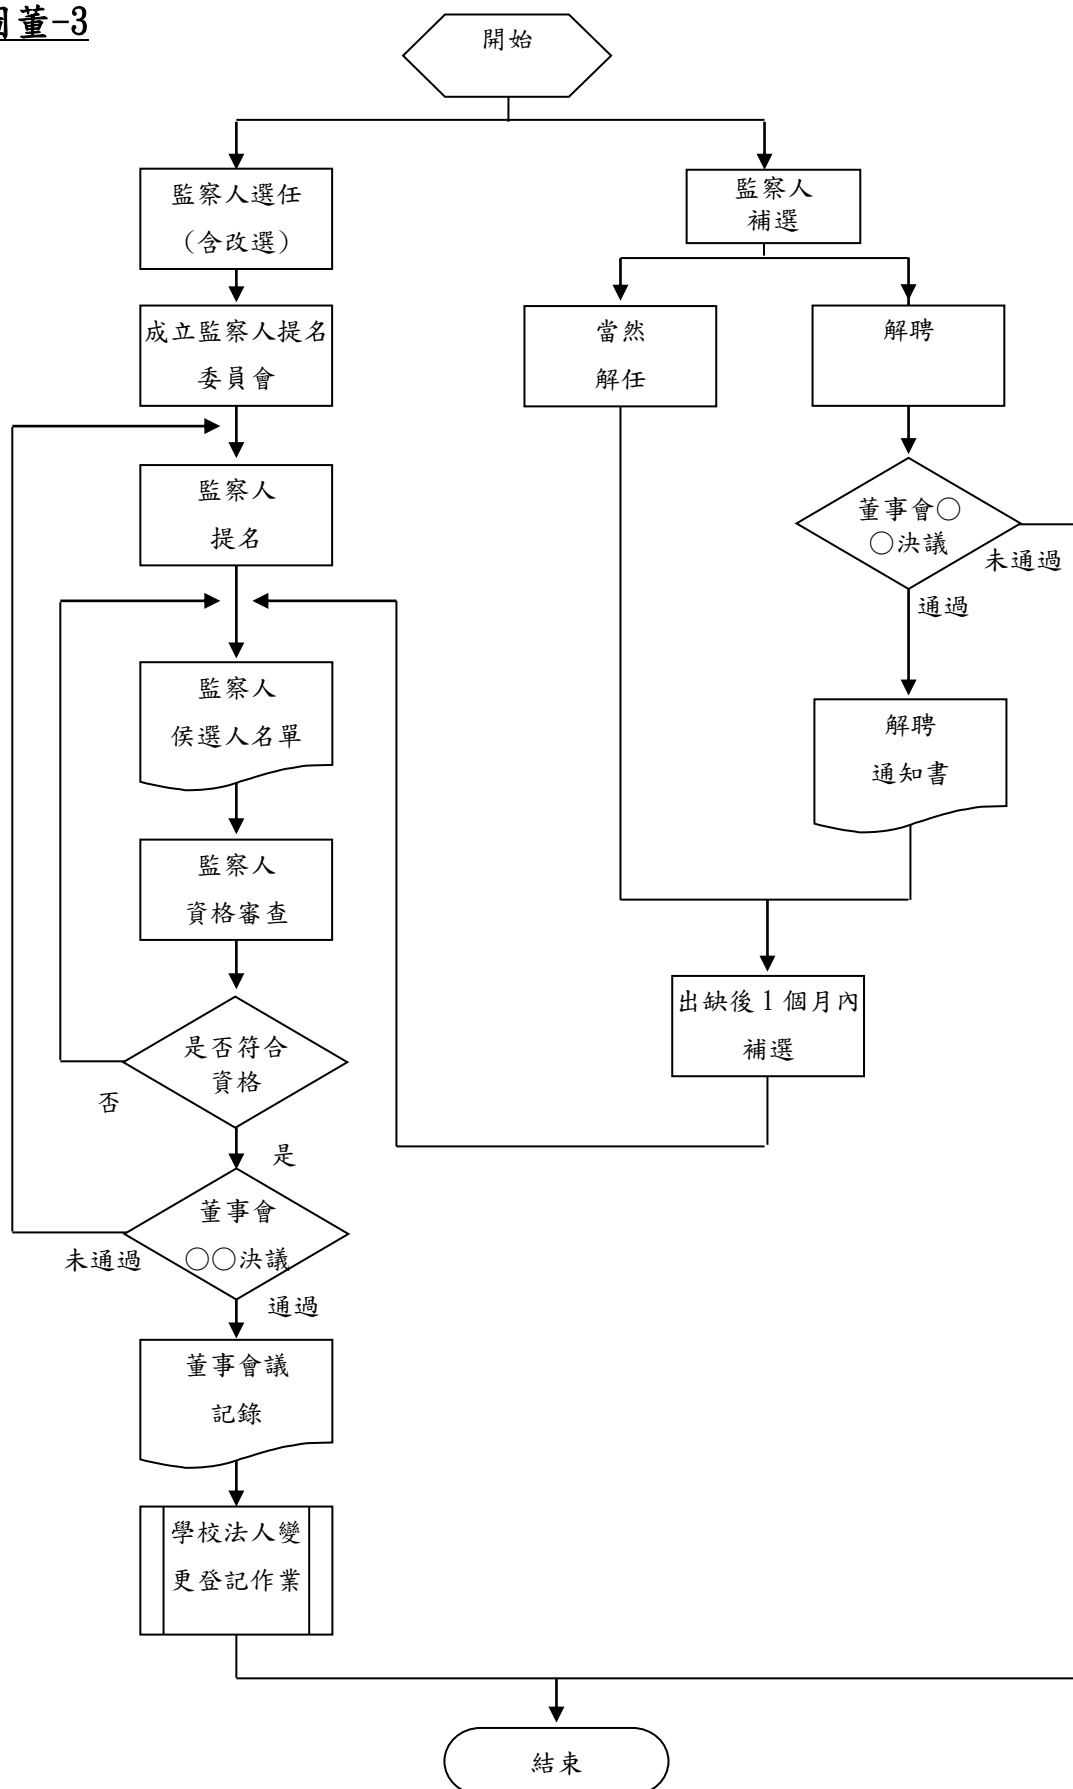 董-3
開始
監察人選任
（含改選）
成立監察人提名
委員會
監察人
提名
監察人
侯選人名單
監察人
資格審查
是否符合
資格
否
是
董事會
○○決議
未通過
通過
董事會議
記錄
學校法人變
更登記作業
監察人
補選
當然
解任
解聘
董事會○
○決議
未通過
通過
解聘
通知書
出缺後 1 個月內
補選
結束